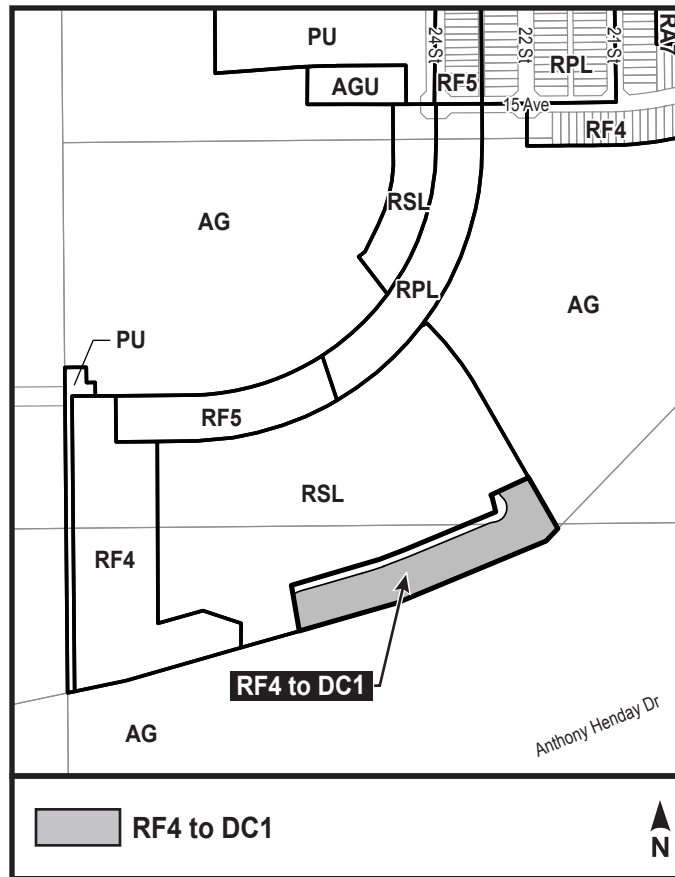 PU
24 St
22 St
21 St
RA7
AGU
RF5
RPL
15 Ave
RF4
RSL
AG
RPL
AG
PU
RF5
RSL
RF4
RF4 to DC1
AG
Anthony Henday Dr
RF4 to DC1
N